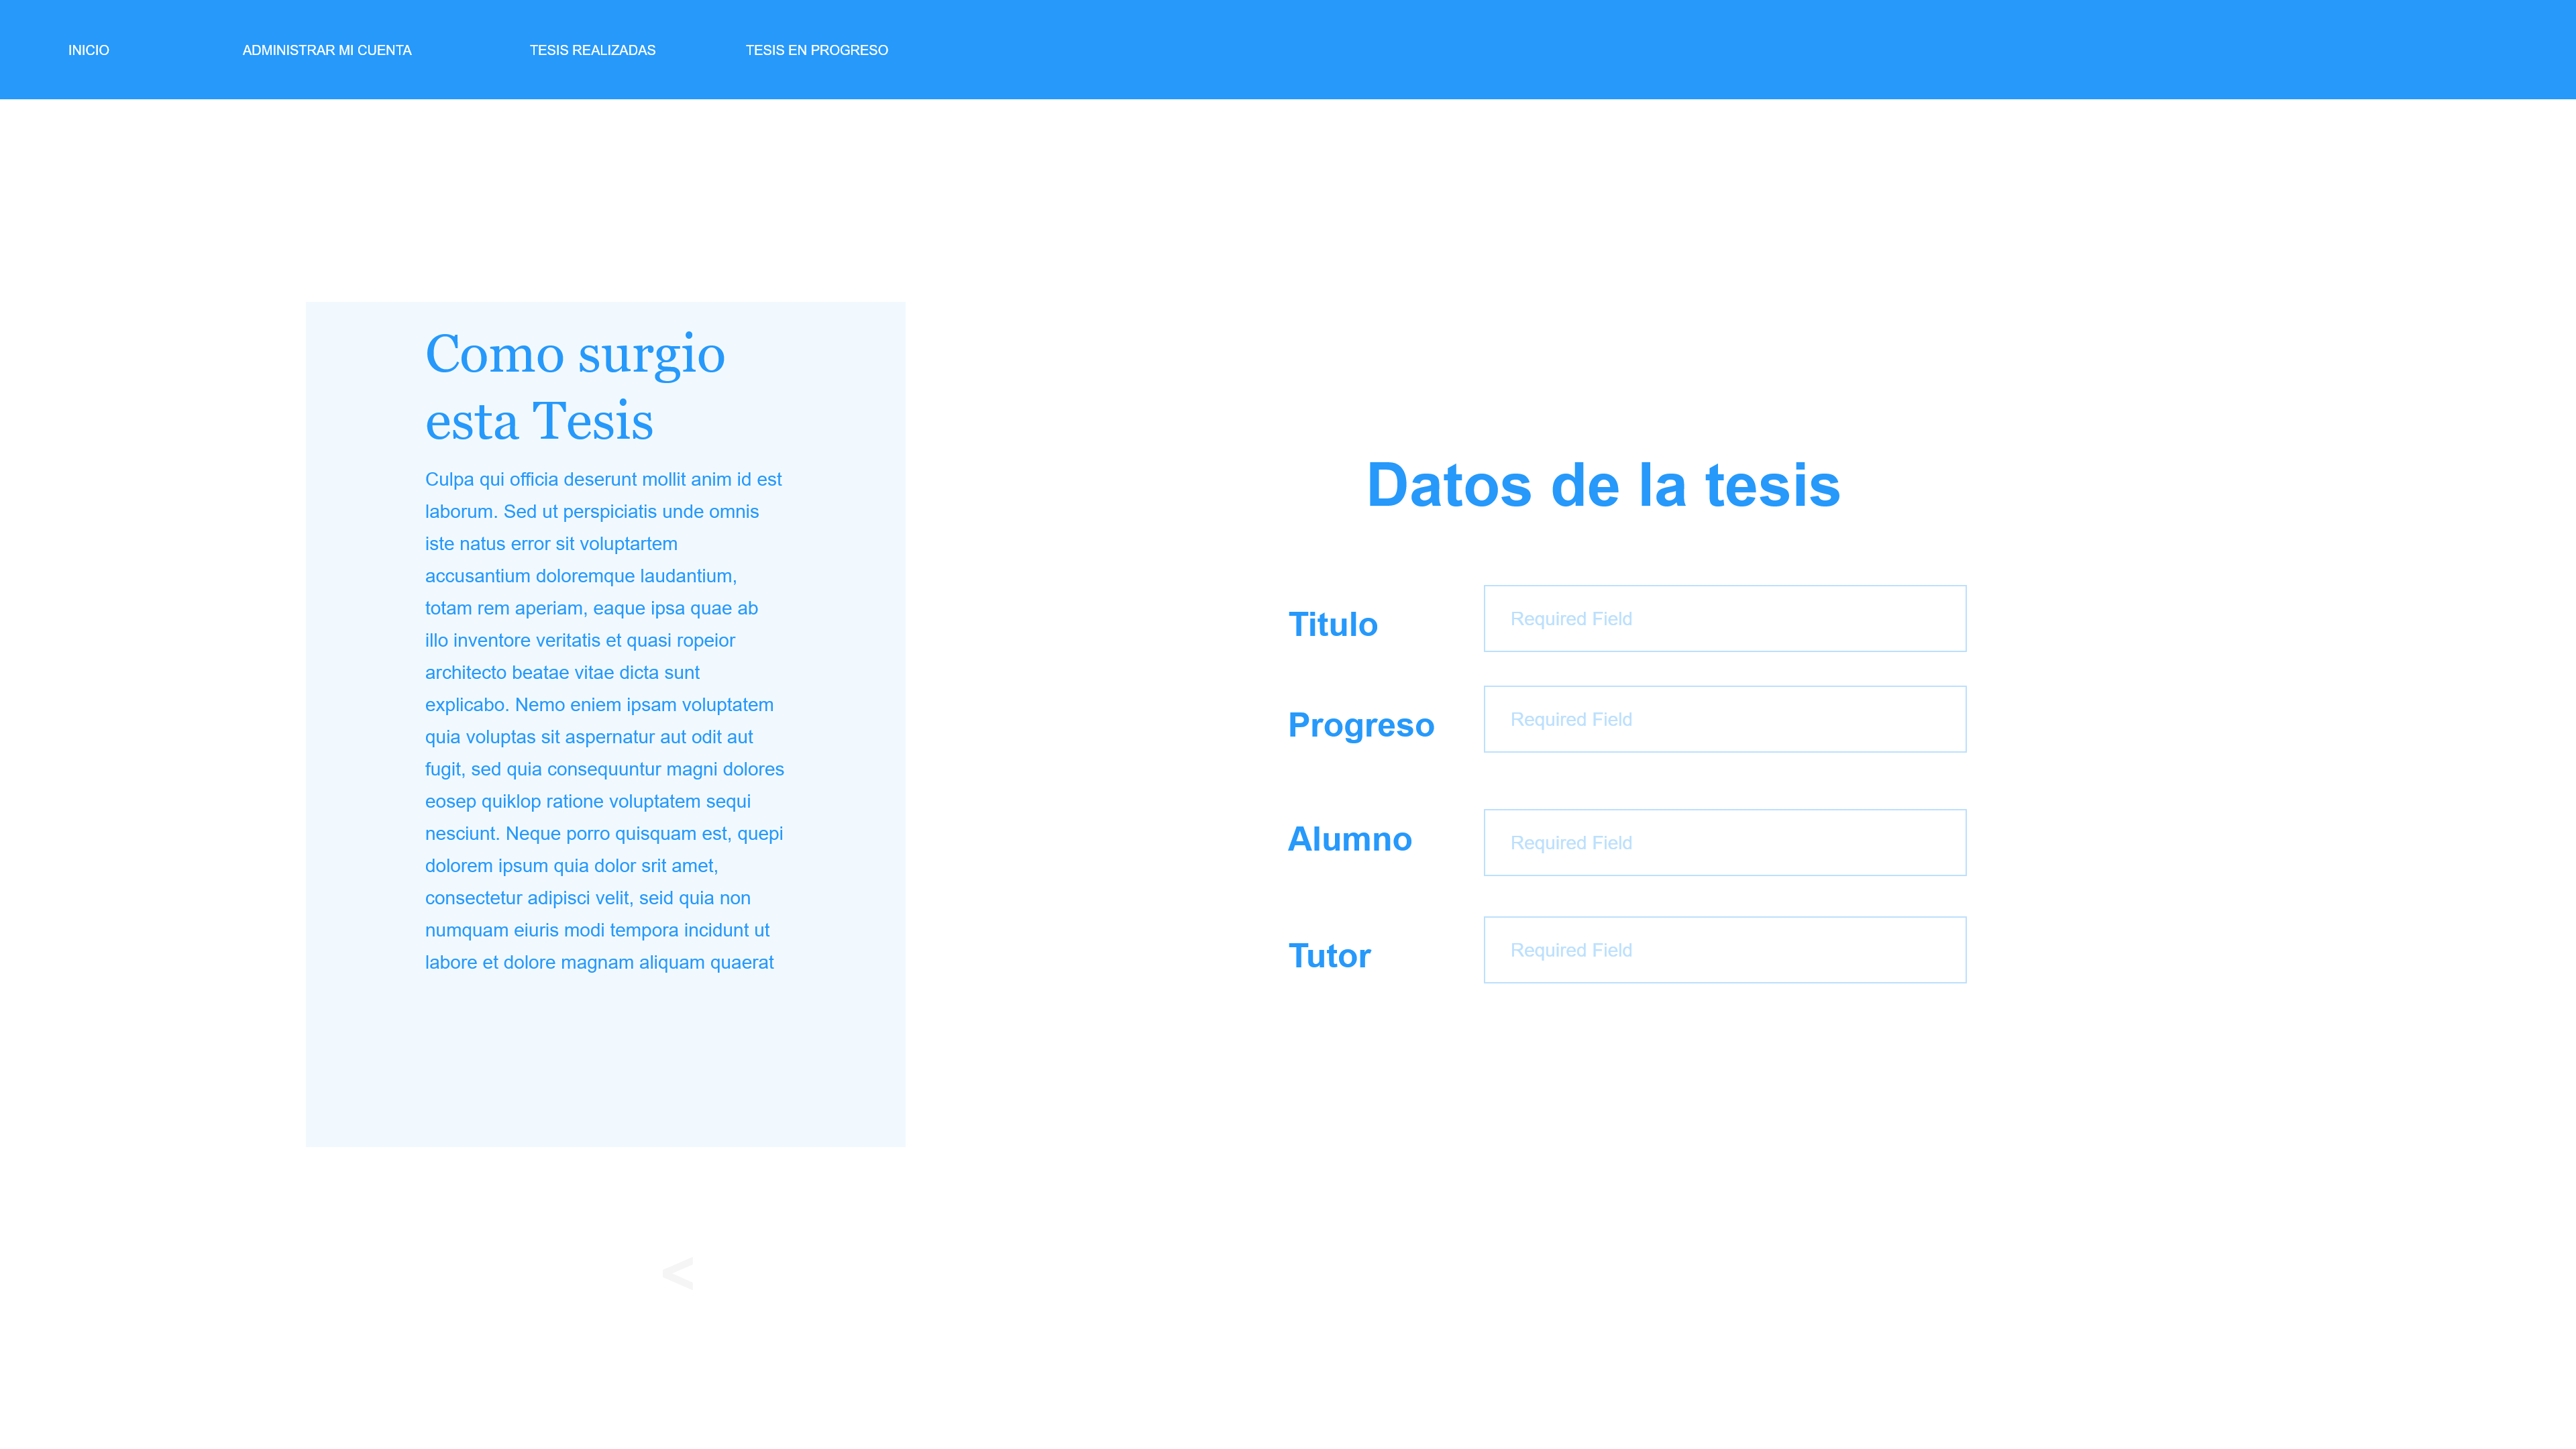 INICIO
ADMINISTRAR MI CUENTA
TESIS REALIZADAS
TESIS EN PROGRESO
Como surgio
esta Tesis
Culpa qui officia deserunt mollit anim id est
laborum. Sed ut perspiciatis unde omnis
iste natus error sit voluptartem
accusantium doloremque laudantium,
totam rem aperiam, eaque ipsa quae ab
illo inventore veritatis et quasi ropeior
architecto beatae vitae dicta sunt
explicabo. Nemo eniem ipsam voluptatem
quia voluptas sit aspernatur aut odit aut
fugit, sed quia consequuntur magni dolores
eosep quiklop ratione voluptatem sequi
nesciunt. Neque porro quisquam est, quepi
dolorem ipsum quia dolor srit amet,
consectetur adipisci velit, seid quia non
numquam eiuris modi tempora incidunt ut
labore et dolore magnam aliquam quaerat
<
Datos de la tesis
Titulo
Required Field
Progreso
Required Field
Alumno
Required Field
Tutor
Required Field